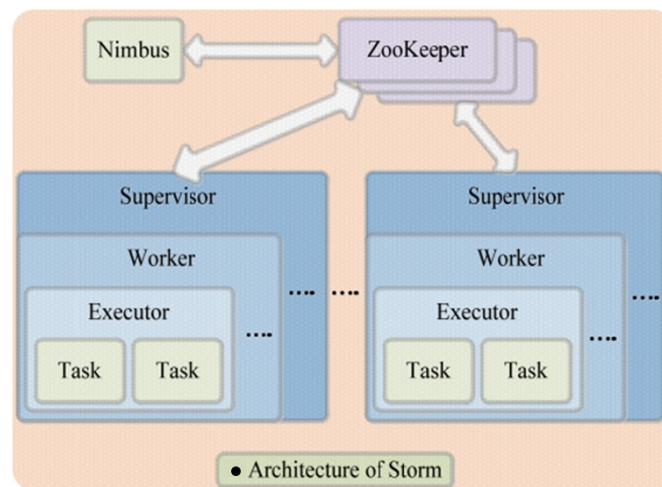 Nimbus
ZooKeeper
Supervisor
Worker
Executor
Task Task
....
....
....
Supervisor
Worker
Executor
Task Task
....
....
• Architecture of Storm